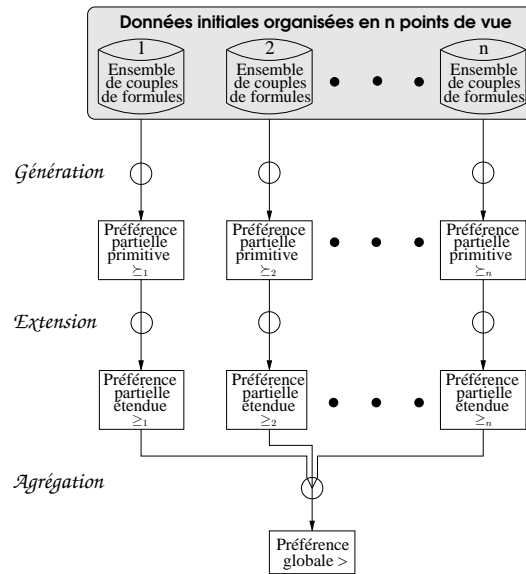 Données initiales organisées en n points de vue
1
Ensemble
de couples
de formules
2
Ensemble
de couples
de formules
n
Ensemble
de couples
de formules
Génération
Préférence
partielle
primitive
⪰1
Préférence
partielle
primitive
⪰2
Préférence
partielle
primitive
⪰n
Extension
Préférence
partielle
étendue
≥1
Préférence
partielle
étendue
≥2
Préférence
partielle
étendue
≥n
Agrégation
Préférence
globale >